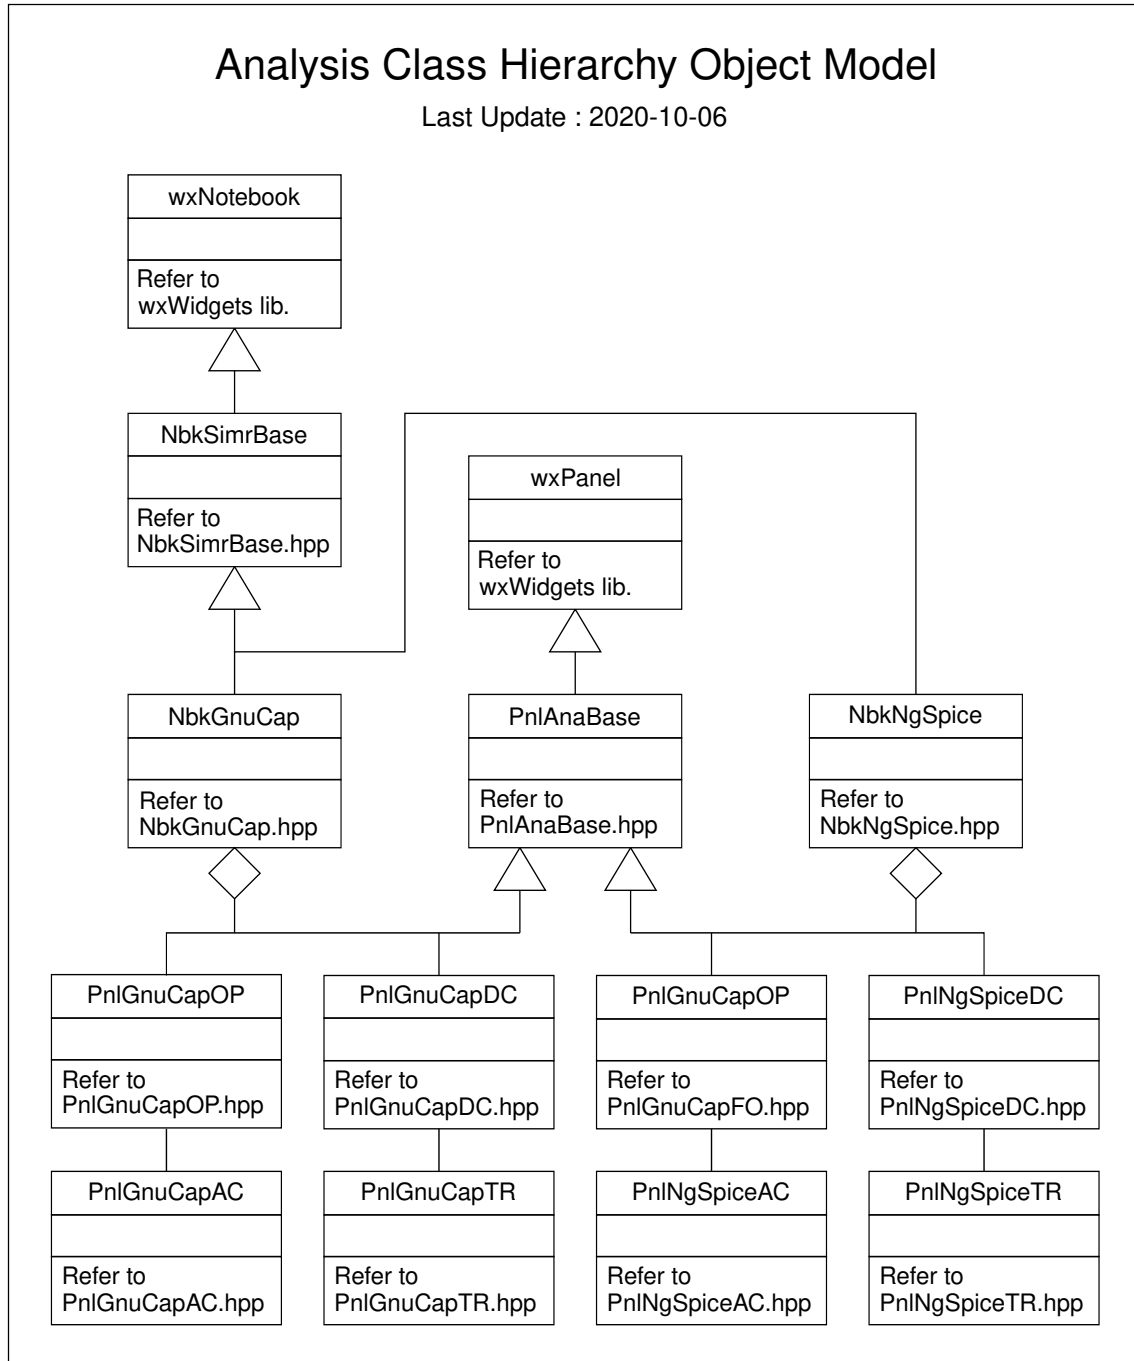 Analysis Class Hierarchy Object Model
Last Update : 2020-10-06
wxNotebook
Refer to
wxWidgets lib.
NbkSimrBase
Refer to
NbkSimrBase.hpp
wxPanel
Refer to
wxWidgets lib.
NbkGnuCap
Refer to
NbkGnuCap.hpp
PnlAnaBase
Refer to
PnlAnaBase.hpp
NbkNgSpice
Refer to
NbkNgSpice.hpp
PnlGnuCapOP
Refer to
PnlGnuCapOP.hpp
PnlGnuCapDC
Refer to
PnlGnuCapDC.hpp
PnlGnuCapOP
Refer to
PnlGnuCapFO.hpp
PnlNgSpiceDC
Refer to
PnlNgSpiceDC.hpp
PnlGnuCapAC
Refer to
PnlGnuCapAC.hpp
PnlGnuCapTR
Refer to
PnlGnuCapTR.hpp
PnlNgSpiceAC
Refer to
PnlNgSpiceAC.hpp
PnlNgSpiceTR
Refer to
PnlNgSpiceTR.hpp